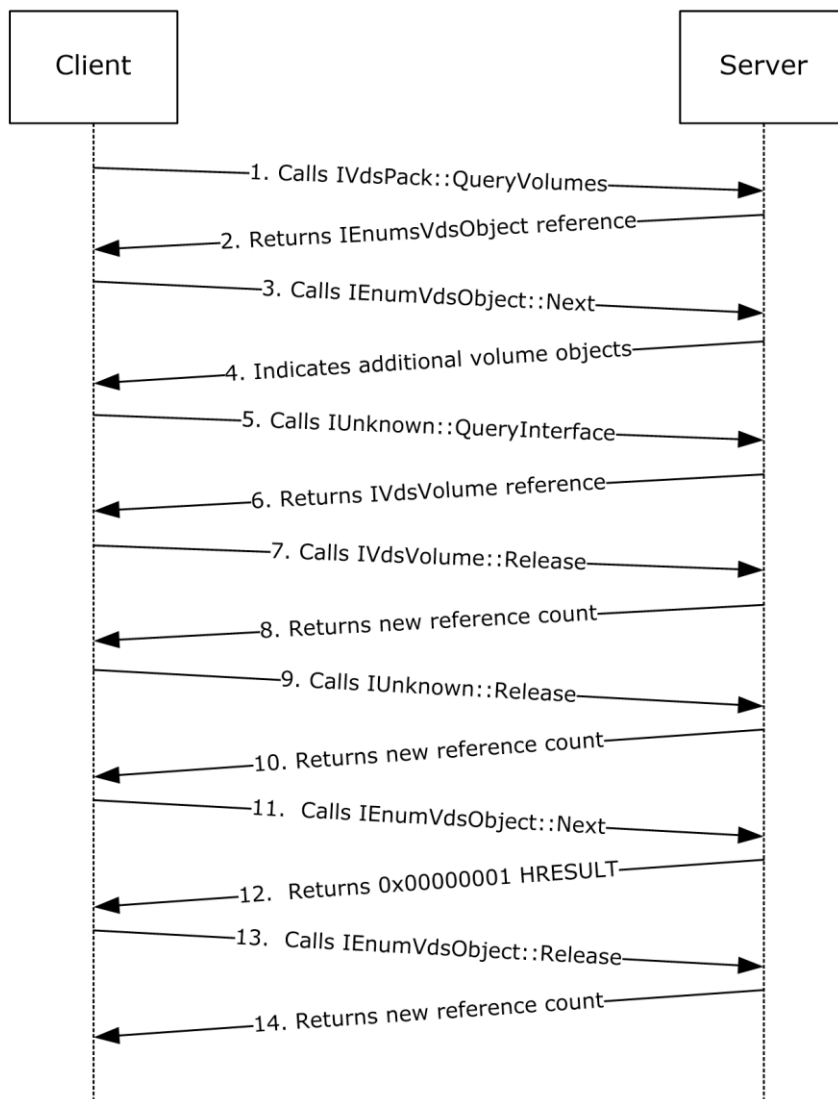 Client
Server
1. Calls IVdsPack::QueryVolumes
2. Returns IEnumsVdsObject reference
3. Calls IEnumVdsObject::Next
4. Indicates additional volume objects
5. Calls IUnknown::QueryInterface
6. Returns IVdsVolume reference
7. Calls IVdsVolume::Release
8. Returns new reference count
9. Calls IUnknown::Release
10. Returns new reference count
11.  Calls IEnumVdsObject::Next
12.  Returns 0x00000001 HRESULT
13.  Calls IEnumVdsObject::Release
14. Returns new reference count